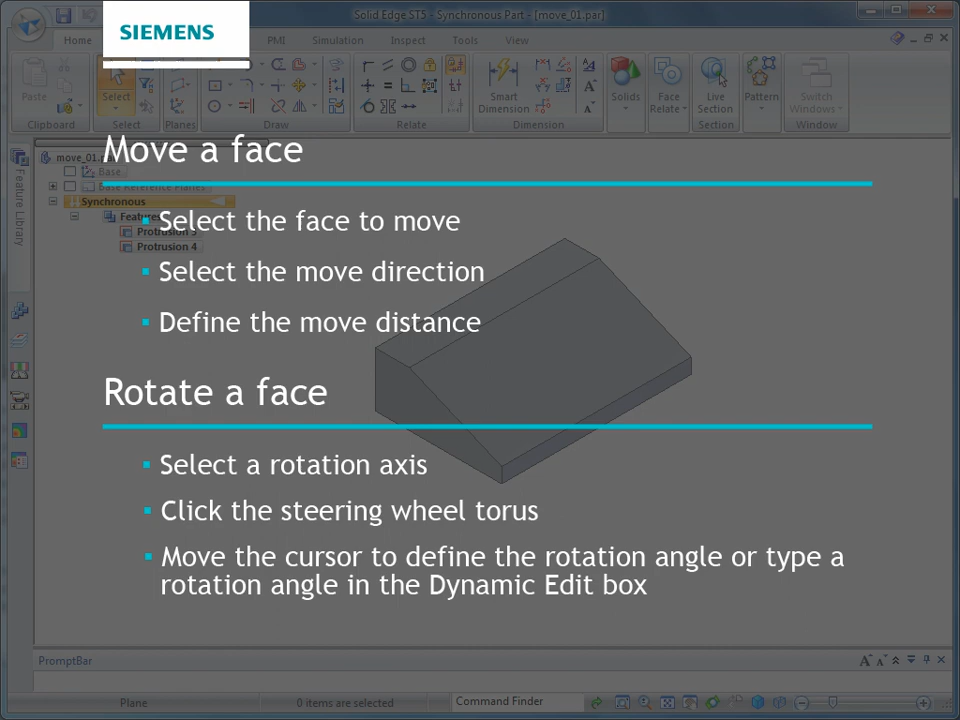 Solid Edge ST5 - Synchronous Part - [move_01.par]
SIEMENS
Home
PMI
Simulation
Inspect
Tools
View
Paste
Select
Smart Dimension
Solids
Face Relate
Live Section
Pattern
Switch Windows
Clipboard
Select
Planes
Draw
Relate
Dimension
Section
Window
Move a face
move_01.par
Base
Base Reference Planes
Synchronous
Features
Protrusion 3
Protrusion 4
Feature Library
Select the face to move
Select the move direction
Define the move distance
Rotate a face
Select a rotation axis
Click the steering wheel torus
Move the cursor to define the rotation angle or type a
rotation angle in the Dynamic Edit box
PromptBar
Plane
0 items are selected
Command Finder